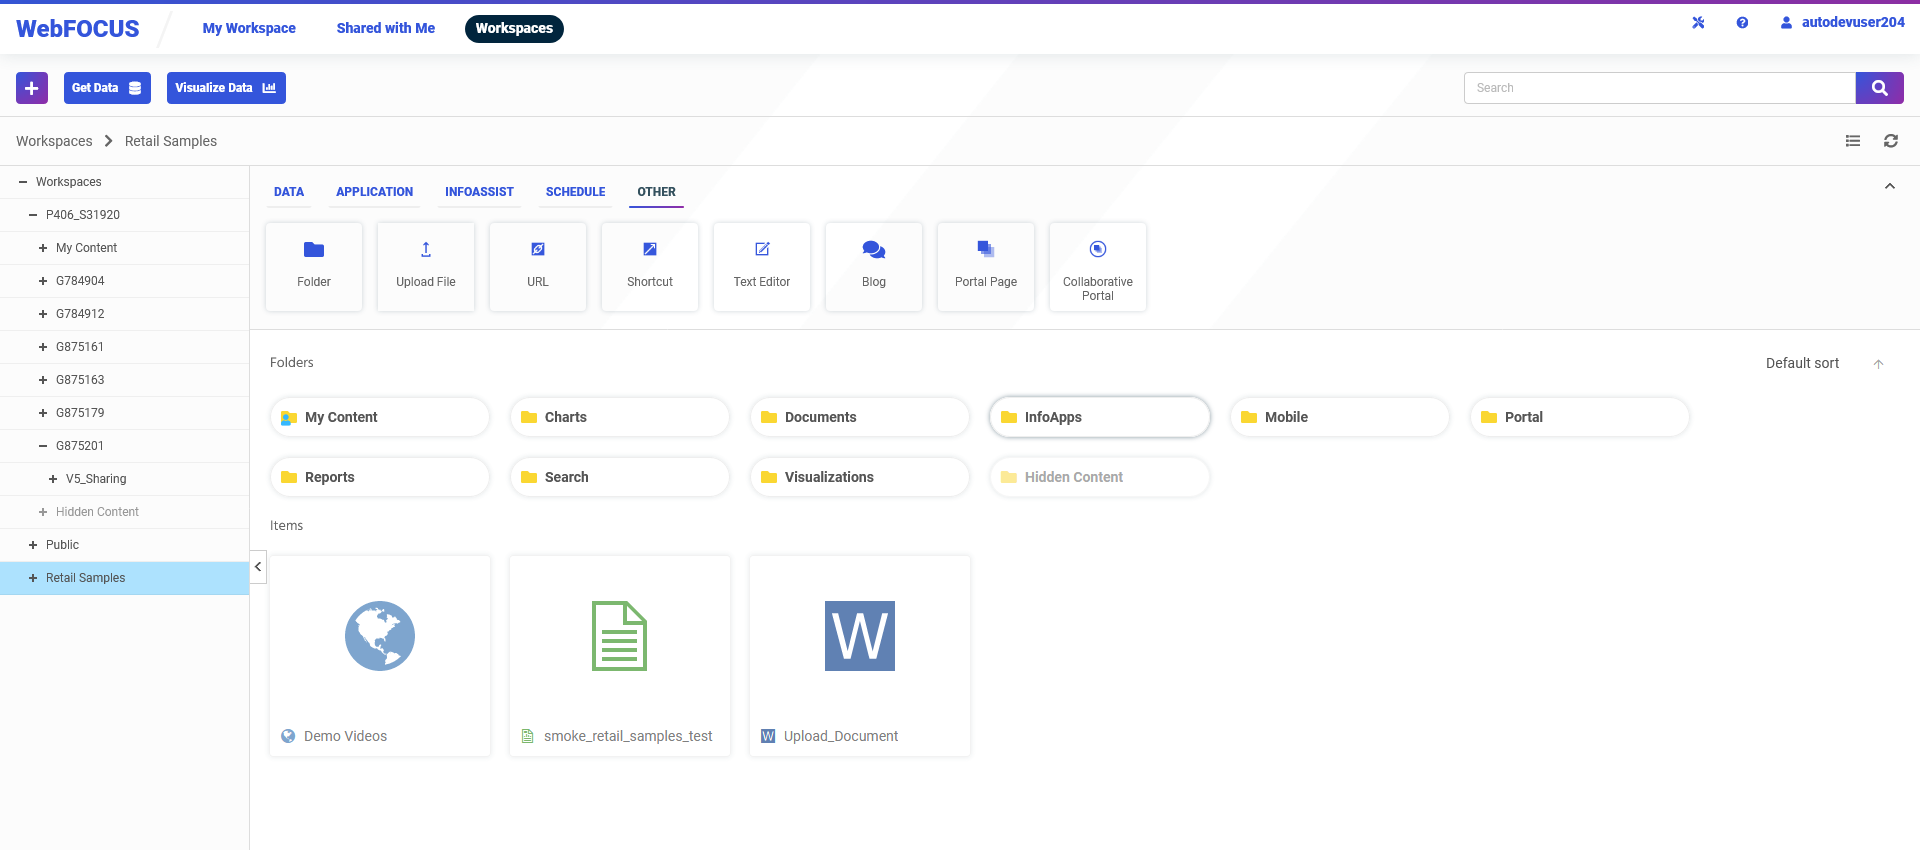 WebFOCUS
My Workspace
Shared with Me
Workspaces
autodevuser204
Get Data
Visualize Data
Search
Workspaces
Retail Samples
Workspaces
P406_S31920
My Content
G784904
G784912
G875161
G875163
G875179
G875201
V5_Sharing
Hidden Content
Public
Retail Samples
DATA
APPLICATION
INFOASSIST
SCHEDULE
OTHER
Folder
Upload File
URL
Shortcut
Text Editor
Blog
Portal Page
Collaborative
Portal
Folders
Default sort
My Content
Charts
Documents
InfoApps
Mobile
Portal
Reports
Search
Visualizations
Hidden Content
Items
W
Demo Videos
smoke_retail_samples_test
W
Upload_Document